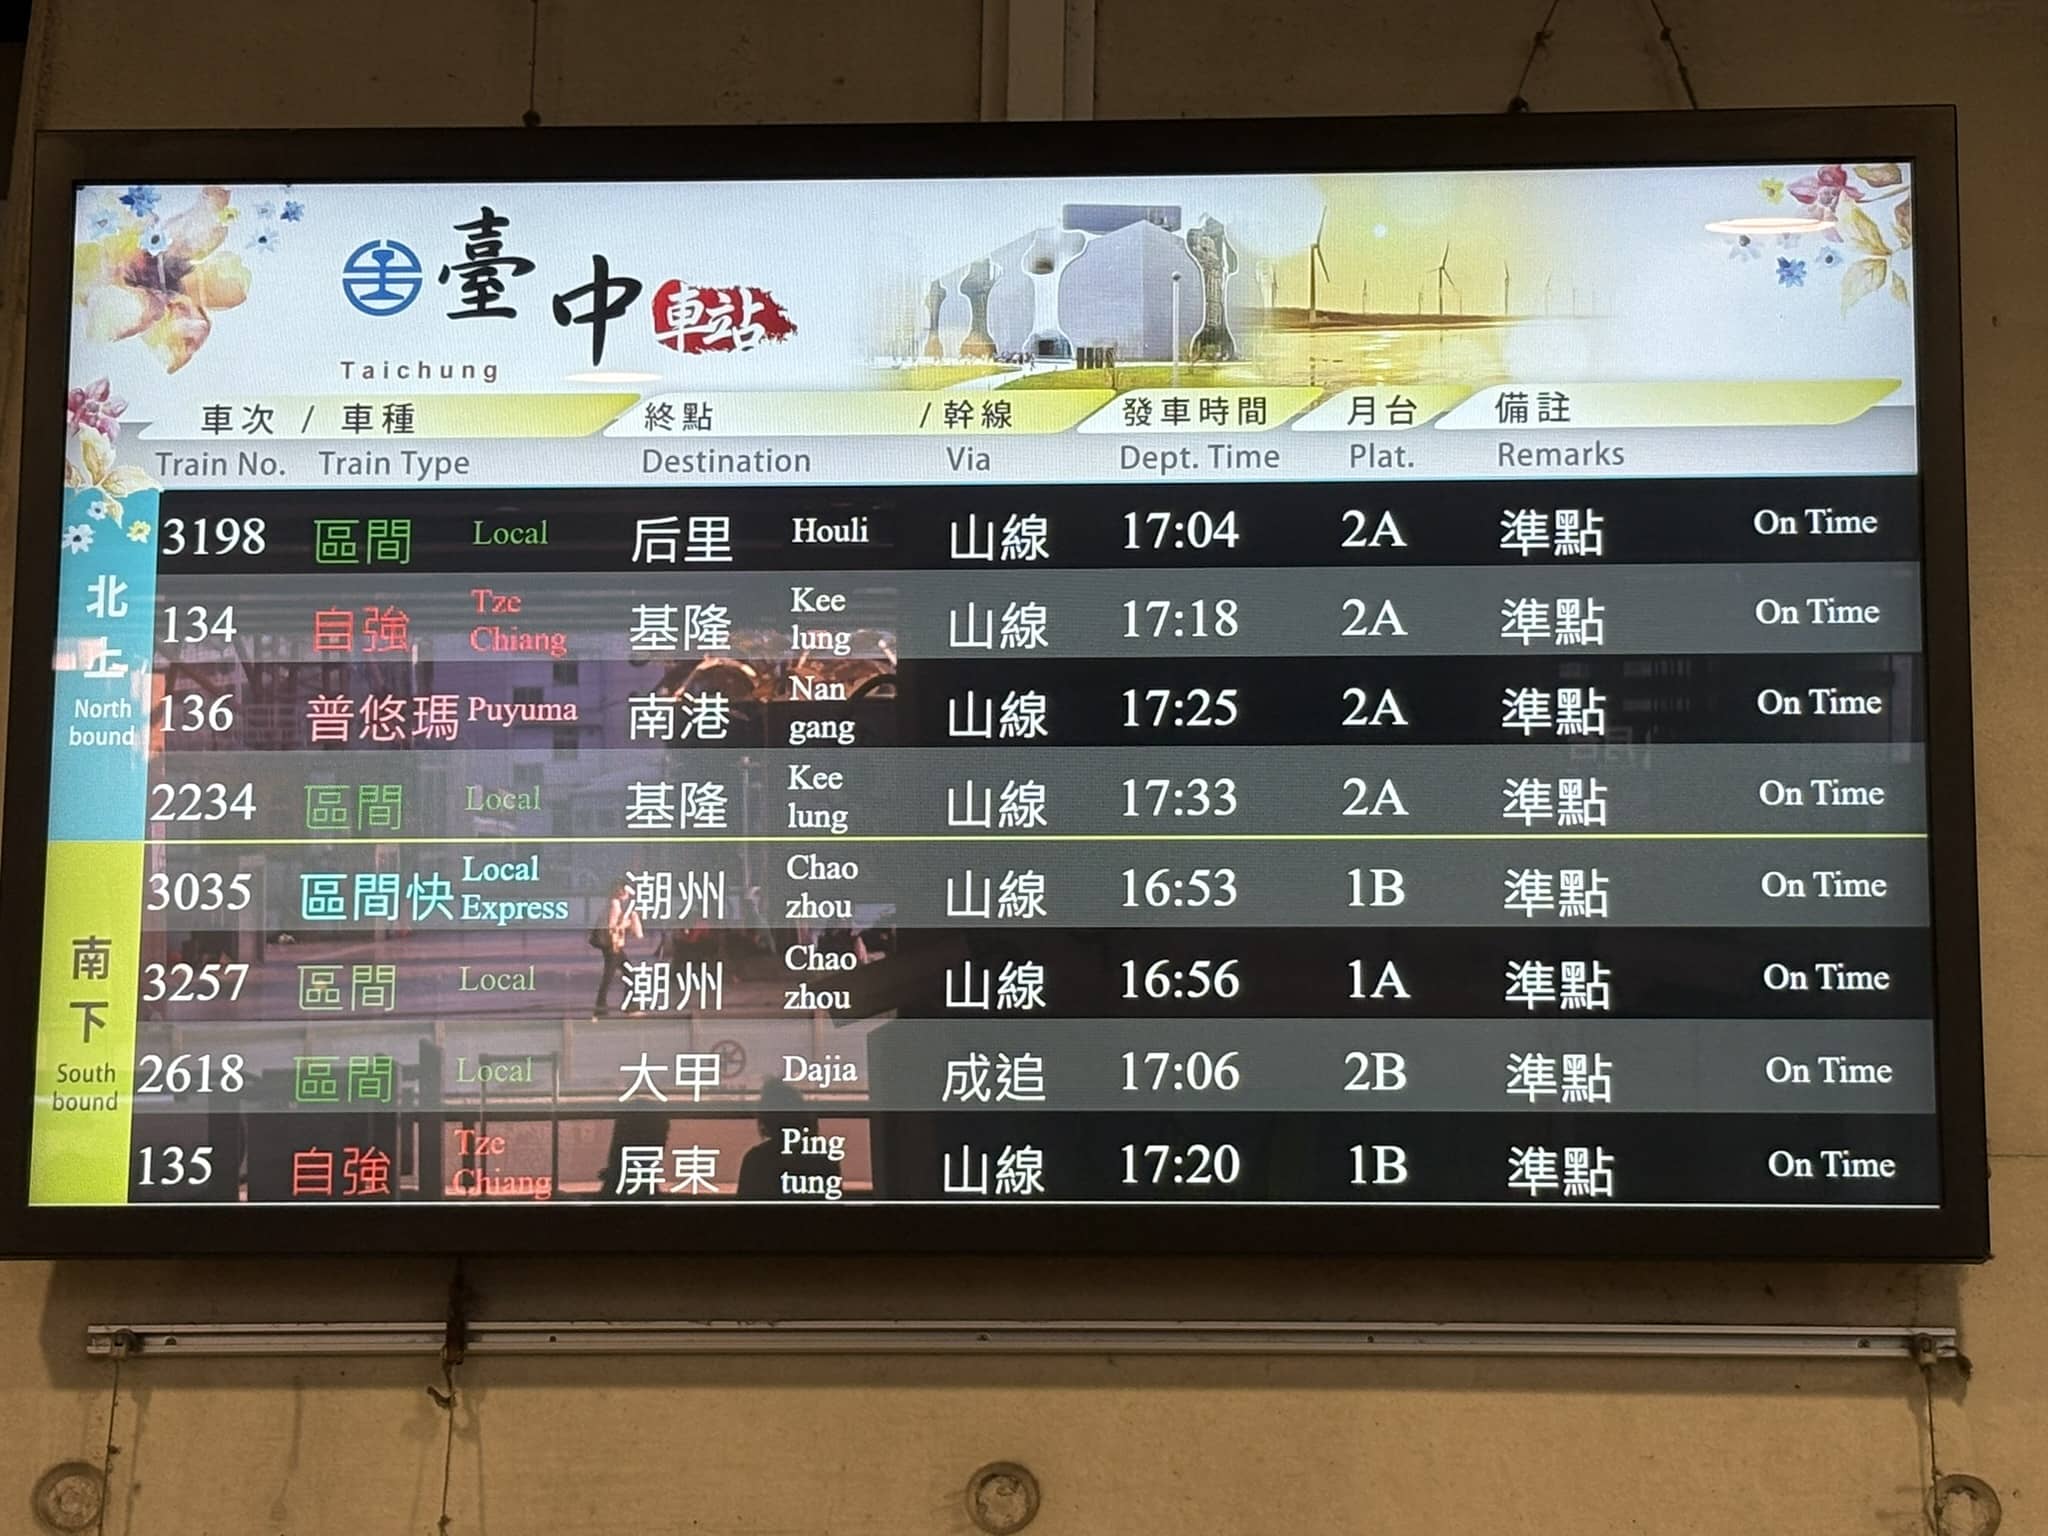 臺中車站
Taichung
車次 / 車種 終點 / 幹線 發車時間 月台 備註
Train No. Train Type Destination Via Dept. Time Plat. Remarks
北上
North bound
3198 區間 Local 后里 Houli 山線 17:04 2A 準點 On Time
134 自強 Tze Chiang 基隆 Kee lung 山線 17:18 2A 準點 On Time
136 普悠瑪 Puyuma 南港 Nan gang 山線 17:25 2A 準點 On Time
2234 區間 Local 基隆 Kee lung 山線 17:33 2A 準點 On Time
南下
South bound
3035 區間快 Local Express 潮州 Chao zhou 山線 16:53 1B 準點 On Time
3257 區間 Local 潮州 Chao zhou 山線 16:56 1A 準點 On Time
2618 區間 Local 大甲 Dajia 成追 17:06 2B 準點 On Time
135 自強 Tze Chiang 屏東 Ping tung 山線 17:20 1B 準點 On Time